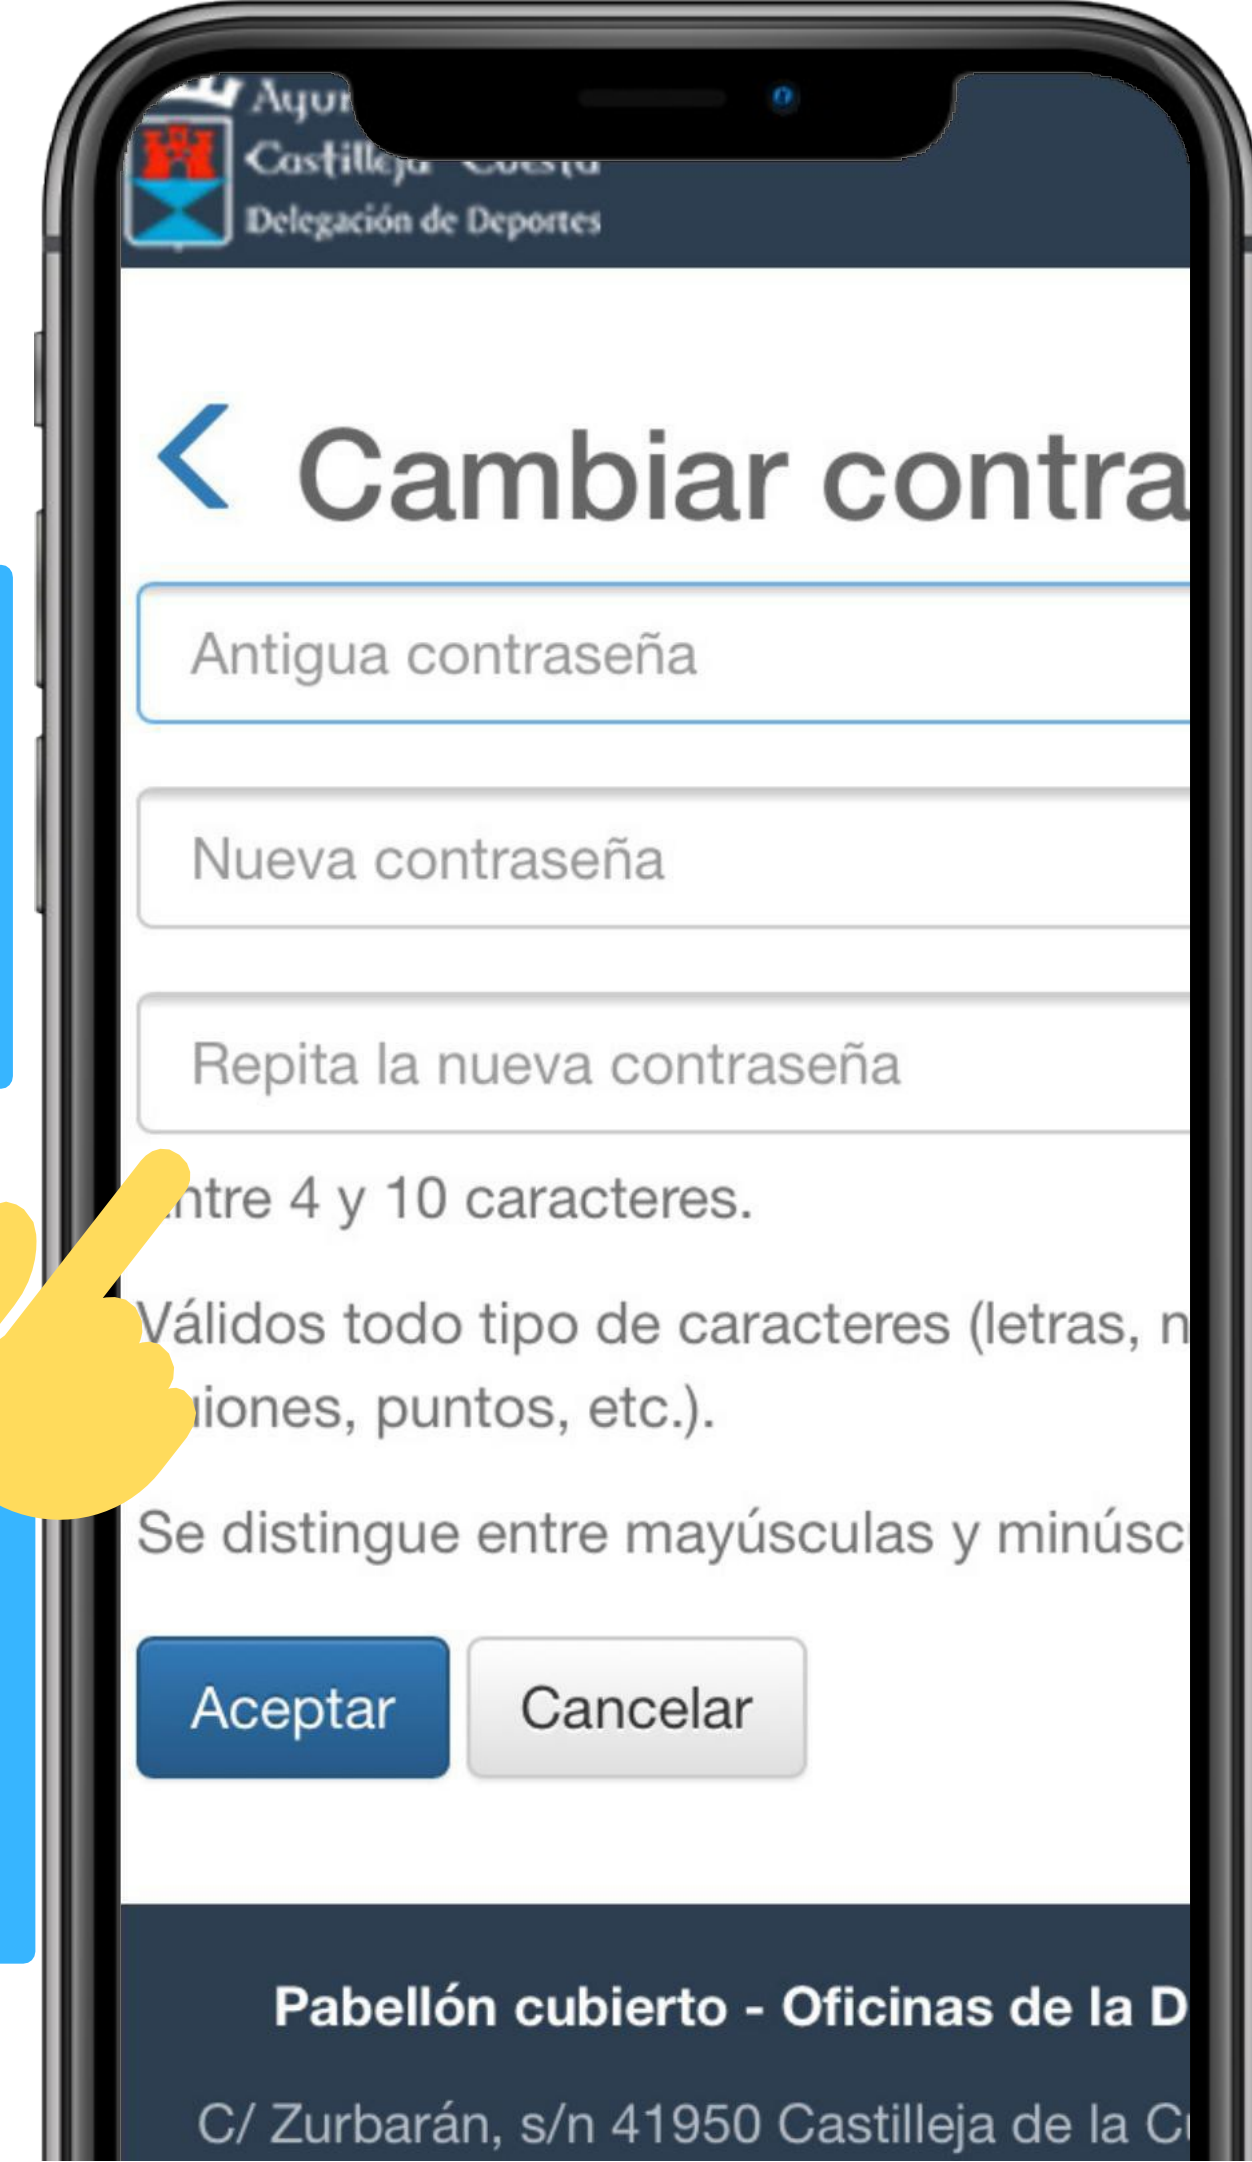 Castilleja Cuesta
Delegación de Deportes
Cambiar contra
Antigua contraseña
Nueva contraseña
Repita la nueva contraseña
ntre 4 y 10 caracteres.
Válidos todo tipo de caracteres (letras, n
iones, puntos, etc.).
Se distingue entre mayúsculas y minúsc
Aceptar Cancelar
Pabellón cubierto - Oficinas de la D
C/ Zurbarán, s/n 41950 Castilleja de la C